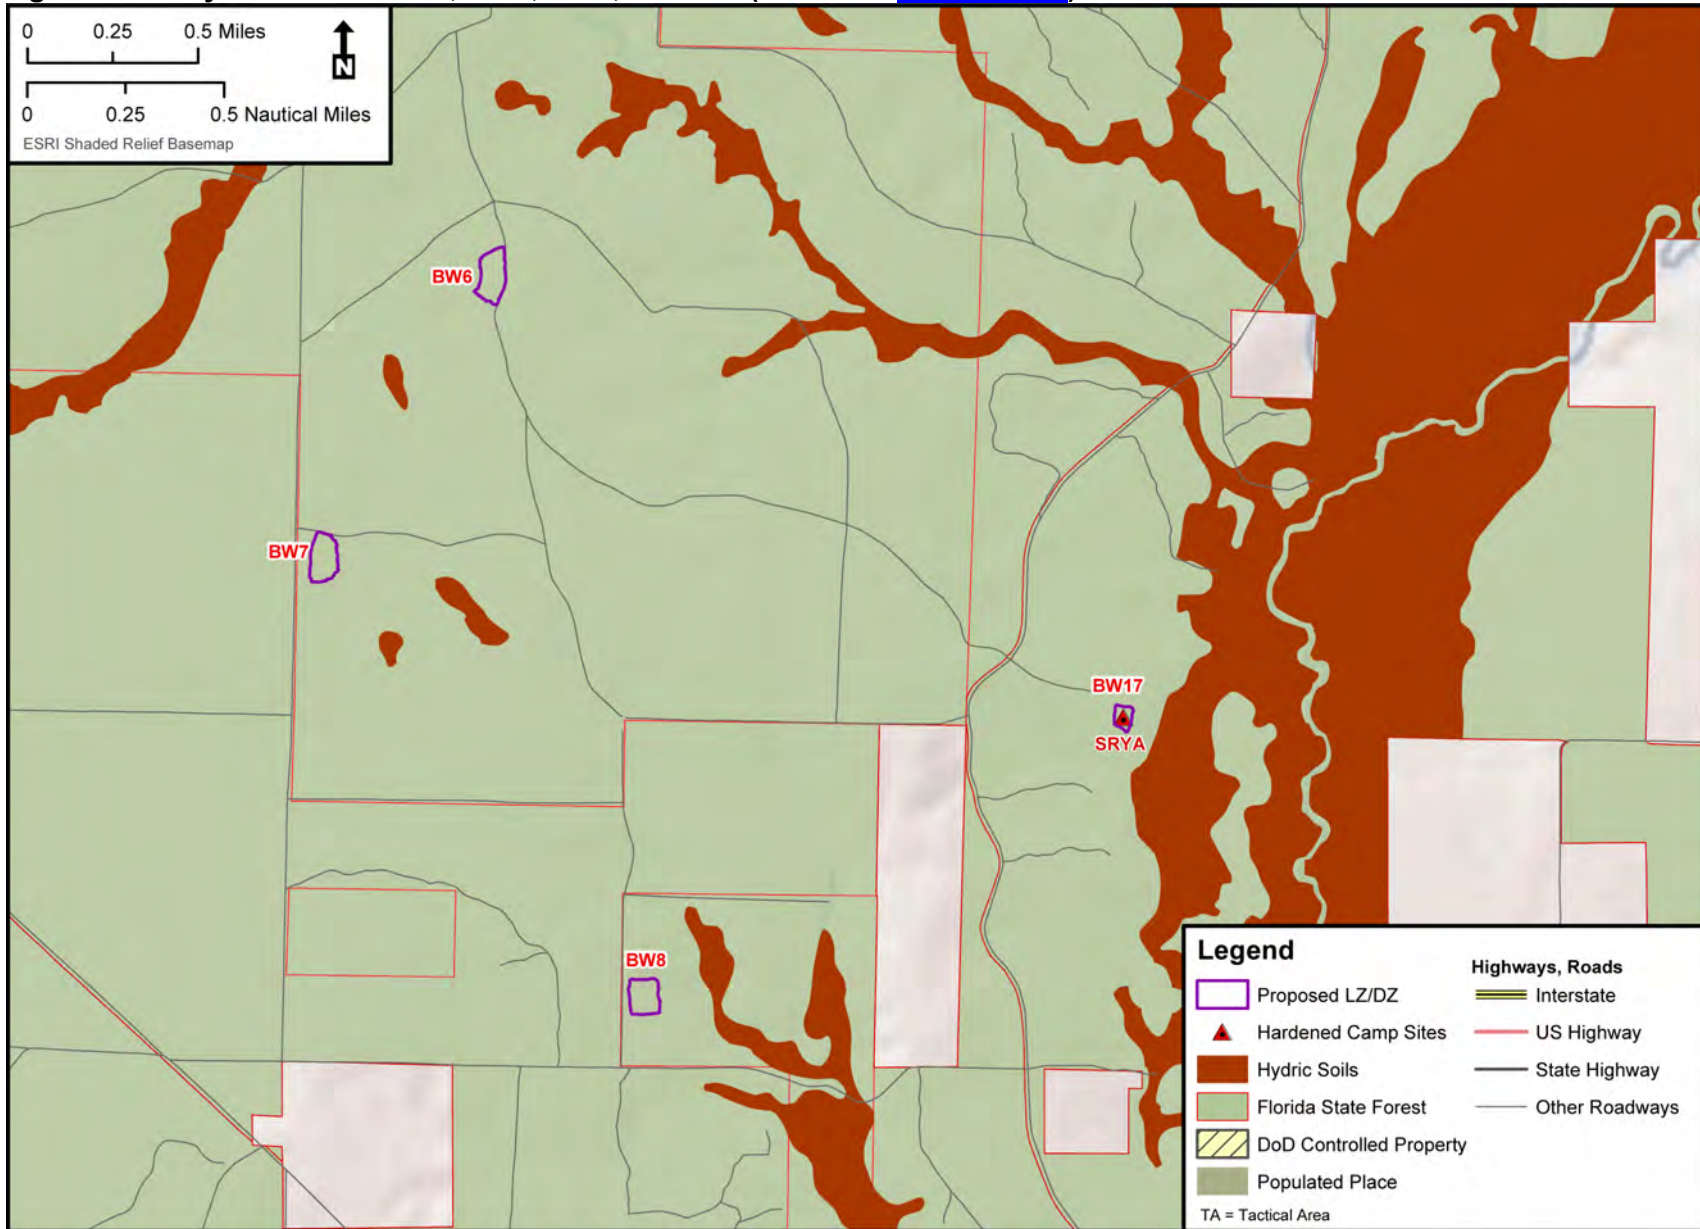 0 0.25 0.5 Miles
N
0 0.25 0.5 Nautical Miles
ESRI Shaded Relief Basemap
BW6
BW7
BW17
SRYA
BW8
Legend
Proposed LZ/DZ
Hardened Camp Sites
Hydric Soils
Florida State Forest
DoD Controlled Property
Populated Place
TA = Tactical Area
Highways, Roads
Interstate
US Highway
State Highway
Other Roadways